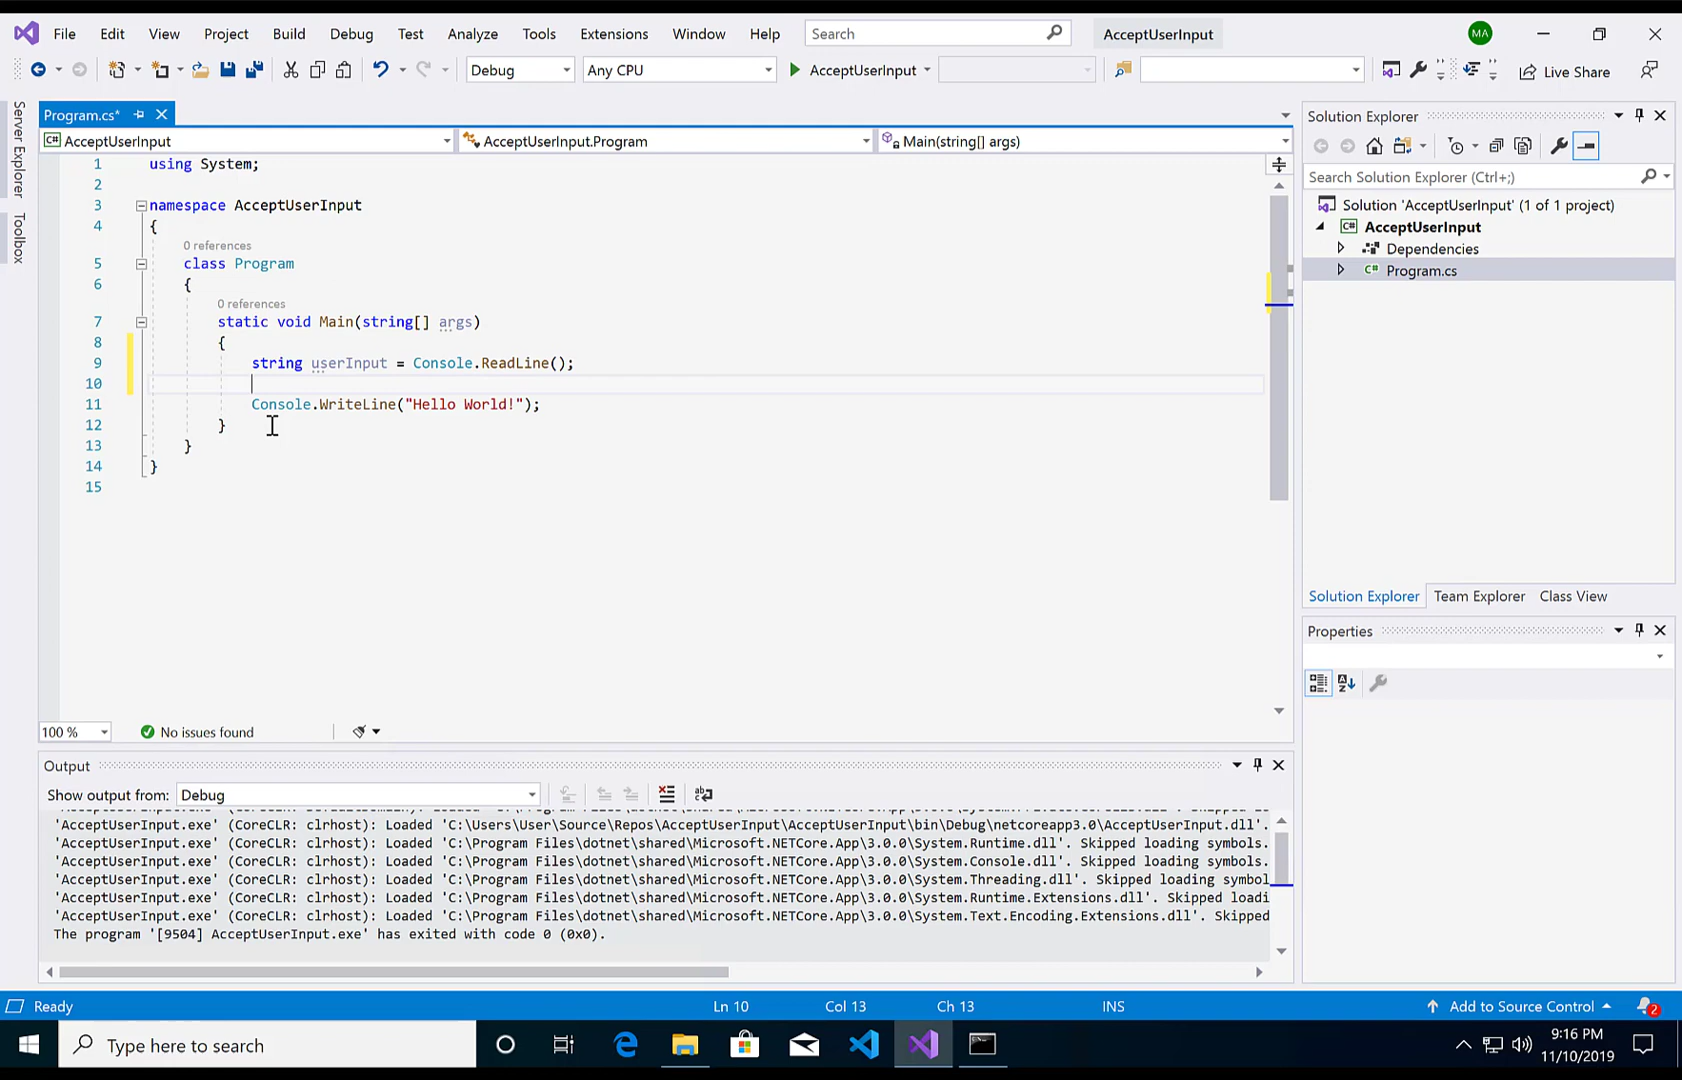 File Edit View Project Build Debug Test Analyze Tools Extensions Window Help Search AcceptUserInput MA
Debug Any CPU AcceptUserInput Live Share
Server Explorer
Toolbox
Program.cs*
AcceptUserInput AcceptUserInput.Program Main(string[] args)
1 using System;
2
3 namespace AcceptUserInput
4 {
0 references
5 class Program
6 {
0 references
7 static void Main(string[] args)
8 {
9 string userInput = Console.ReadLine();
10
11 Console.WriteLine("Hello World!");
12 }
13 }
14 }
15
100 % No issues found
Solution Explorer
Search Solution Explorer (Ctrl+;)
Solution 'AcceptUserInput' (1 of 1 project)
C# AcceptUserInput
Dependencies
C# Program.cs
Solution Explorer Team Explorer Class View
Properties
Output
Show output from: Debug
'AcceptUserInput.exe' (CoreCLR: clrhost): Loaded 'C:\Users\User\Source\Repos\AcceptUserInput\AcceptUserInput\bin\Debug\netcoreapp3.0\AcceptUserInput.dll'.
'AcceptUserInput.exe' (CoreCLR: clrhost): Loaded 'C:\Program Files\dotnet\shared\Microsoft.NETCore.App\3.0.0\System.Runtime.dll'. Skipped loading symbols.
'AcceptUserInput.exe' (CoreCLR: clrhost): Loaded 'C:\Program Files\dotnet\shared\Microsoft.NETCore.App\3.0.0\System.Console.dll'. Skipped loading symbols.
'AcceptUserInput.exe' (CoreCLR: clrhost): Loaded 'C:\Program Files\dotnet\shared\Microsoft.NETCore.App\3.0.0\System.Threading.dll'. Skipped loading symbol
'AcceptUserInput.exe' (CoreCLR: clrhost): Loaded 'C:\Program Files\dotnet\shared\Microsoft.NETCore.App\3.0.0\System.Runtime.Extensions.dll'. Skipped loadi
'AcceptUserInput.exe' (CoreCLR: clrhost): Loaded 'C:\Program Files\dotnet\shared\Microsoft.NETCore.App\3.0.0\System.Text.Encoding.Extensions.dll'. Skipped
The program '[9504] AcceptUserInput.exe' has exited with code 0 (0x0).
Ready Ln 10 Col 13 Ch 13 INS Add to Source Control 2
Type here to search
9:16 PM
11/10/2019